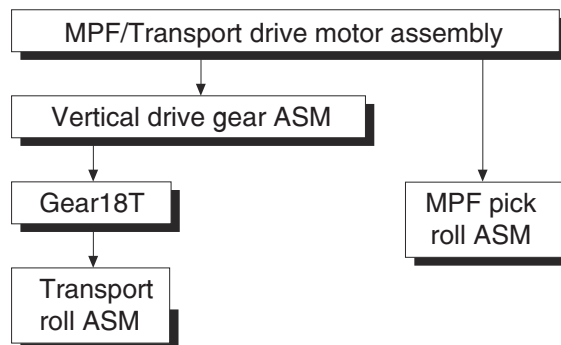 MPF/Transport drive motor assembly
Vertical drive gear ASM
Gear18T
MPF pick
roll ASM
Transport
roll ASM